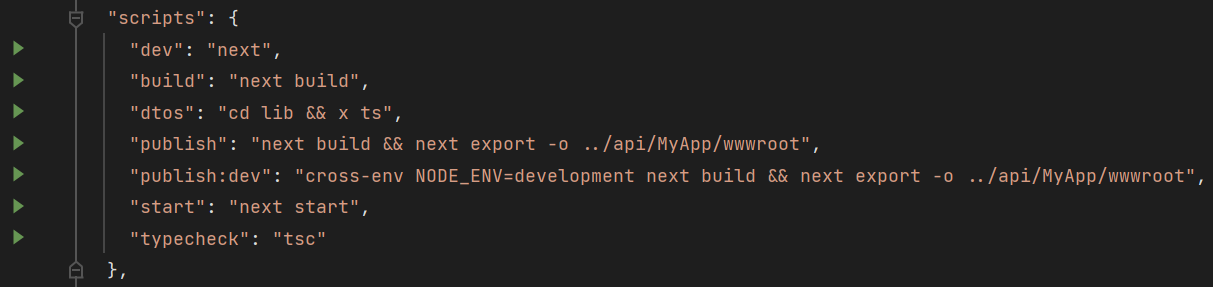 "scripts": {
"dev": "next",
"build": "next build",
"dtos": "cd lib && x ts",
"publish": "next build && next export -o ../api/MyApp/wwwroot",
"publish:dev": "cross-env NODE_ENV=development next build && next export -o ../api/MyApp/wwwroot",
"start": "next start",
"typecheck": "tsc"
},